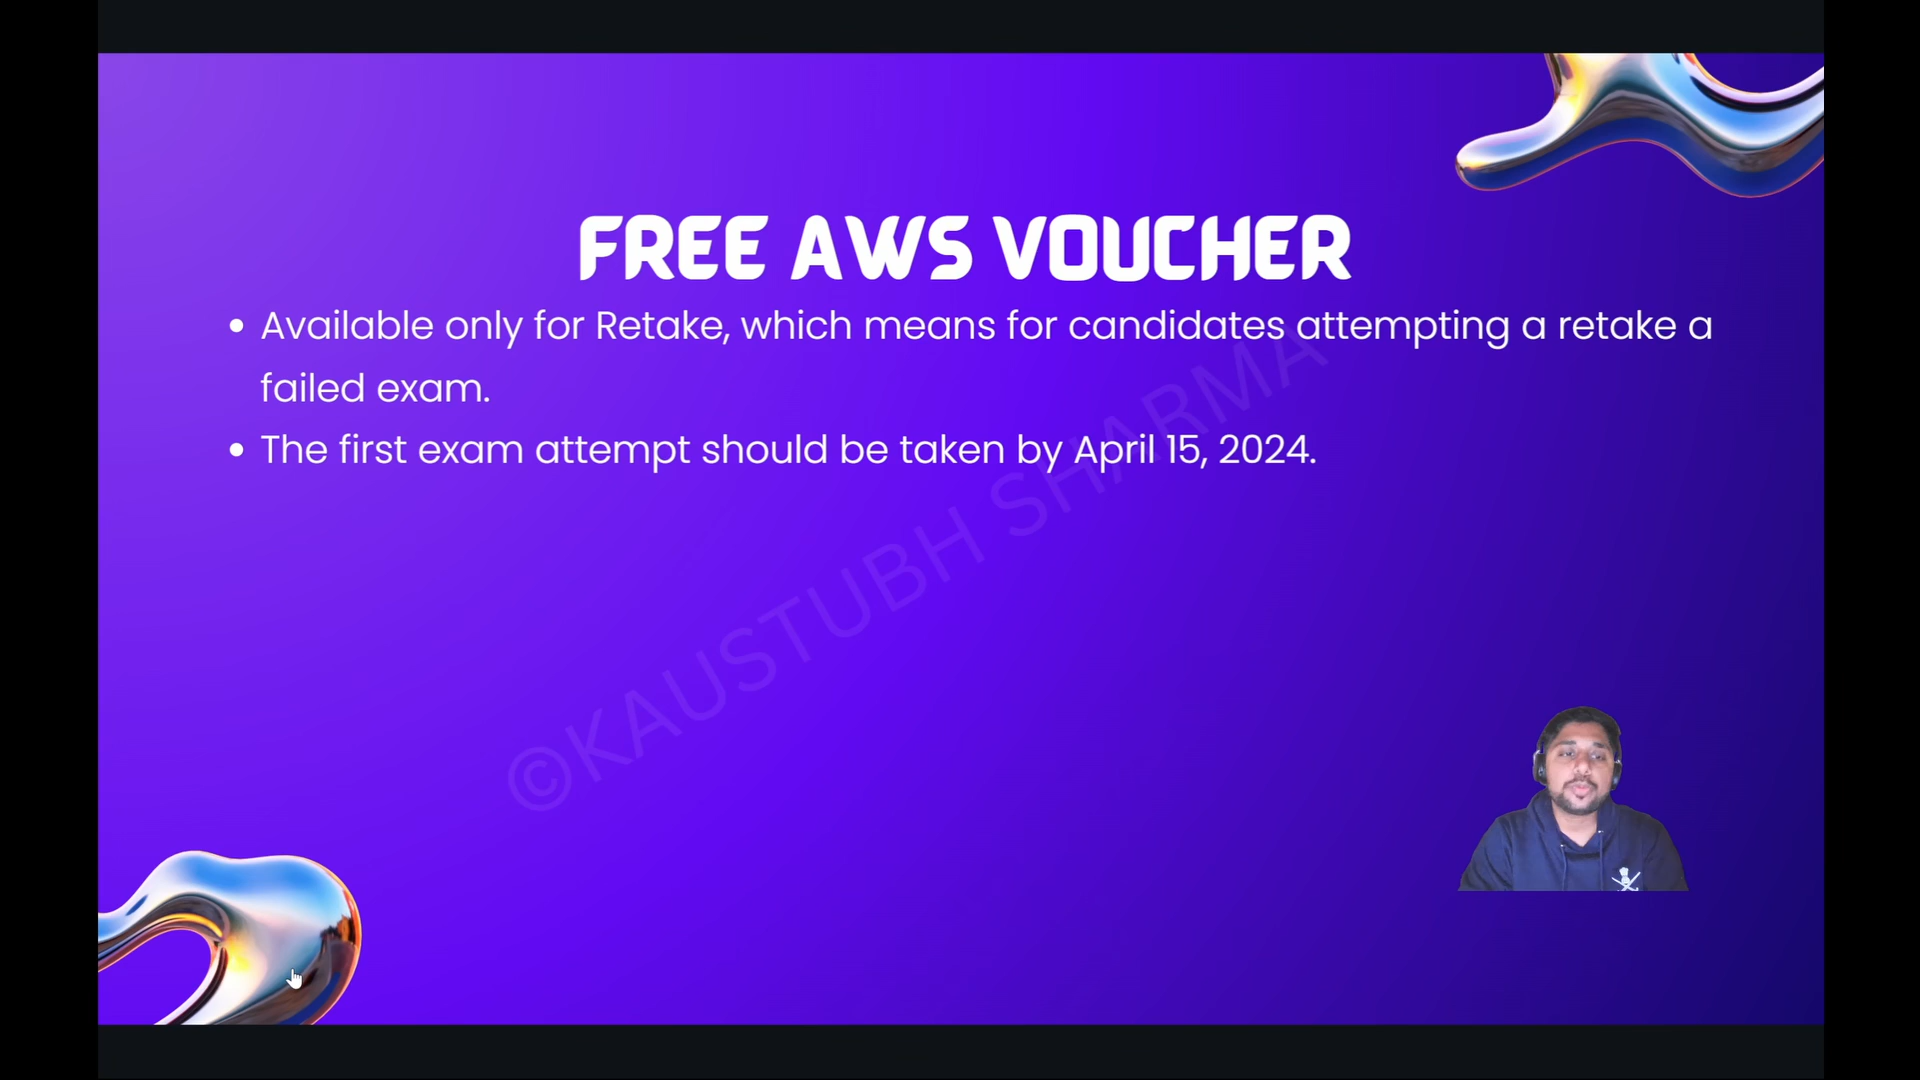 FREE AWS VOUCHER
• Available only for Retake, which means for candidates attempting a retake a
failed exam.
• The first exam attempt should be taken by April 15, 2024.
©KAUSTUBH SHARMA